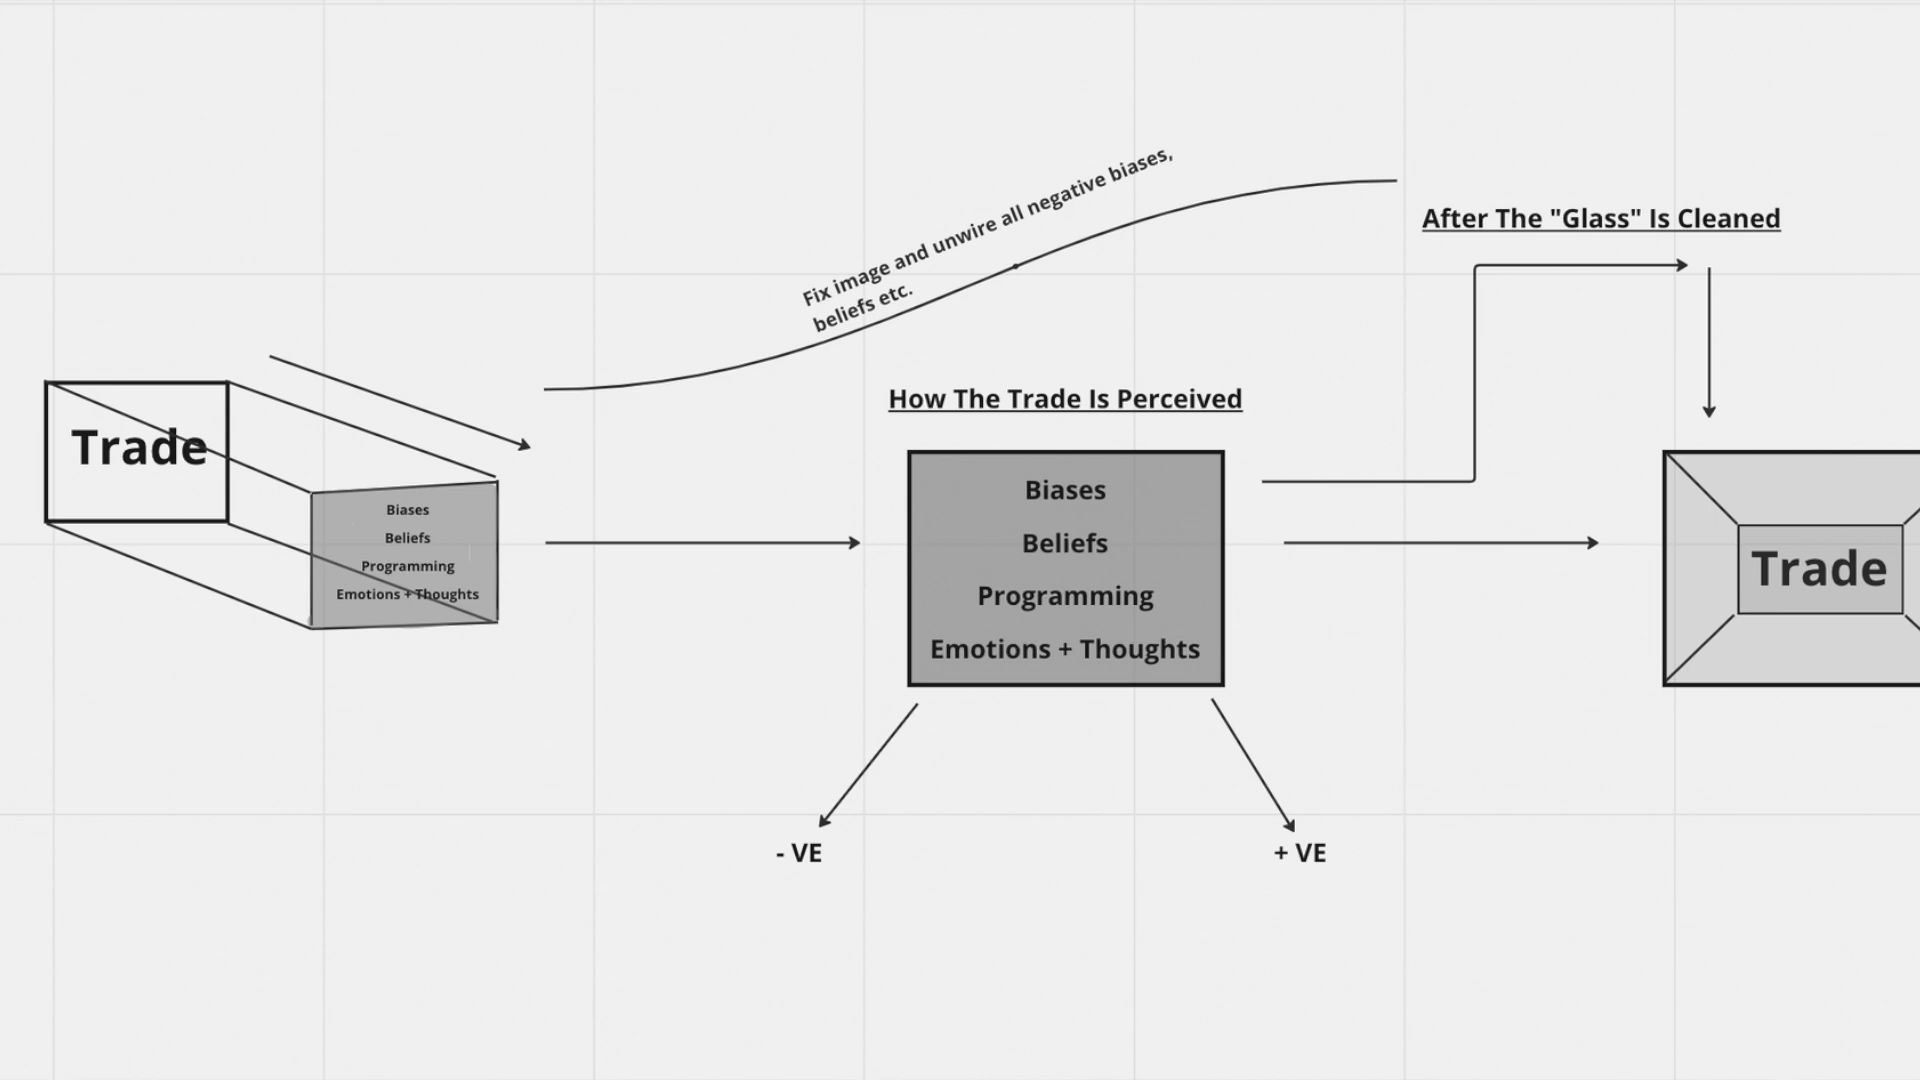 Fix image and unwire all negative biases,
beliefs etc.
After The "Glass" Is Cleaned
How The Trade Is Perceived
Trade
Biases
Beliefs
Programming
Emotions + Thoughts
Biases
Beliefs
Programming
Emotions + Thoughts
Trade
- VE
+ VE